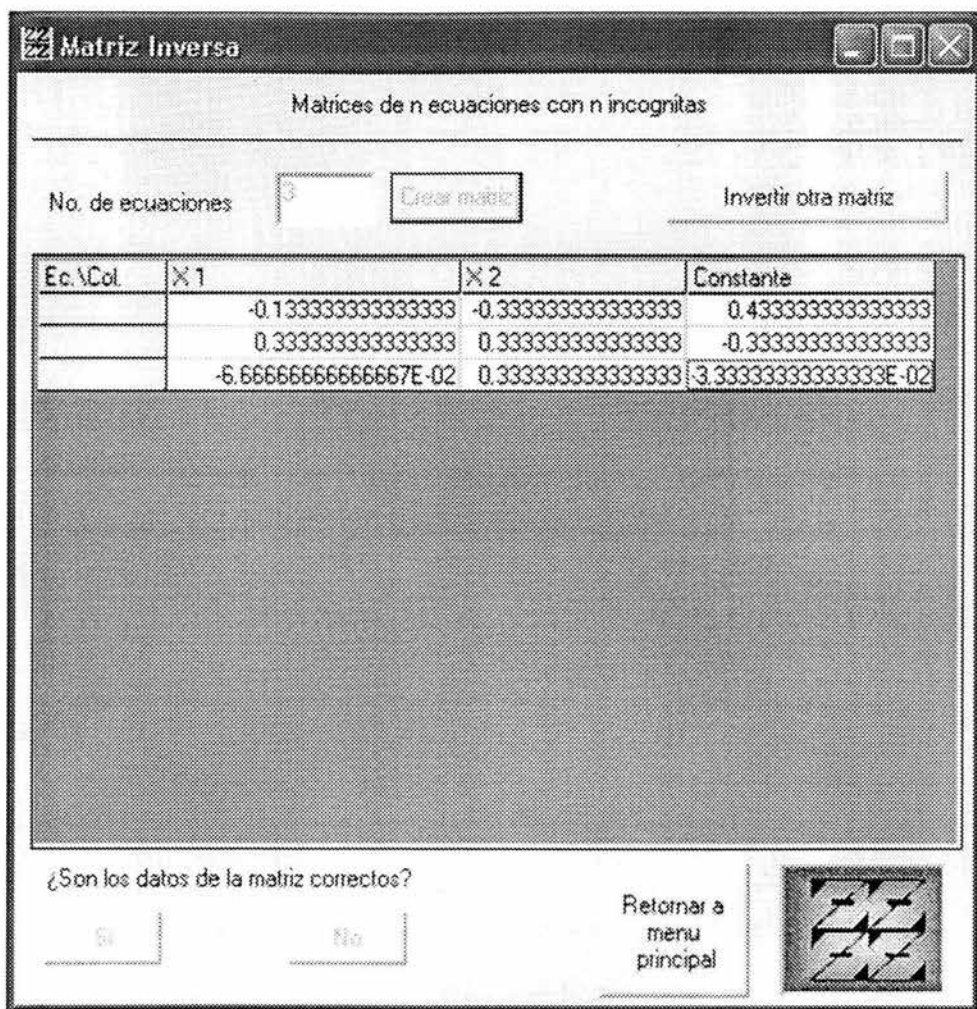 Matriz Inversa
Matrices de n ecuaciones con n incognitas
No. de ecuaciones 3 Crear matriz Invertir otra matriz
Ec.\Col. X 1 X 2 Constante
-0.133333333333333 -0.333333333333333 0.433333333333333
0.333333333333333 0.333333333333333 -0.333333333333333
-6.66666666666667E-02 0.333333333333333 -3.33333333333333E-02
¿Son los datos de la matriz correctos?
Si No
Retornar a
menu
principal